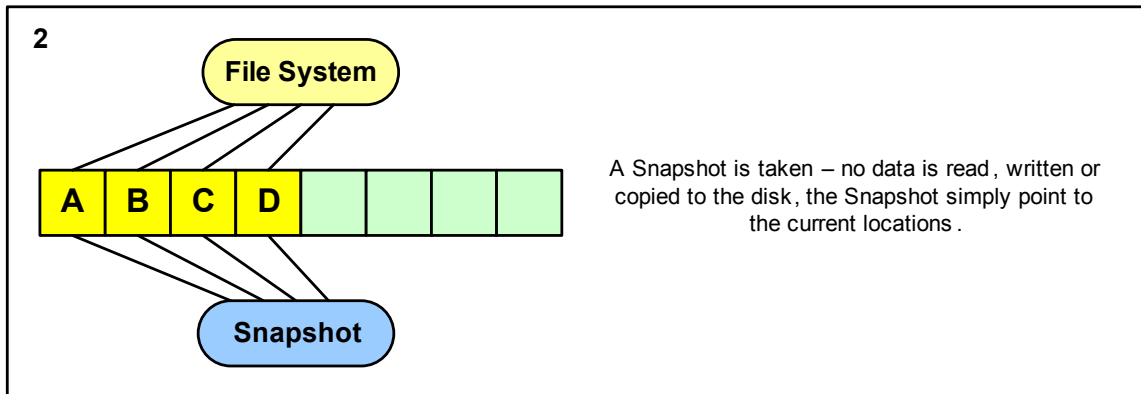 2
File System
A B C D
A Snapshot is taken – no data is read, written or
copied to the disk, the Snapshot simply point to
the current locations.
Snapshot